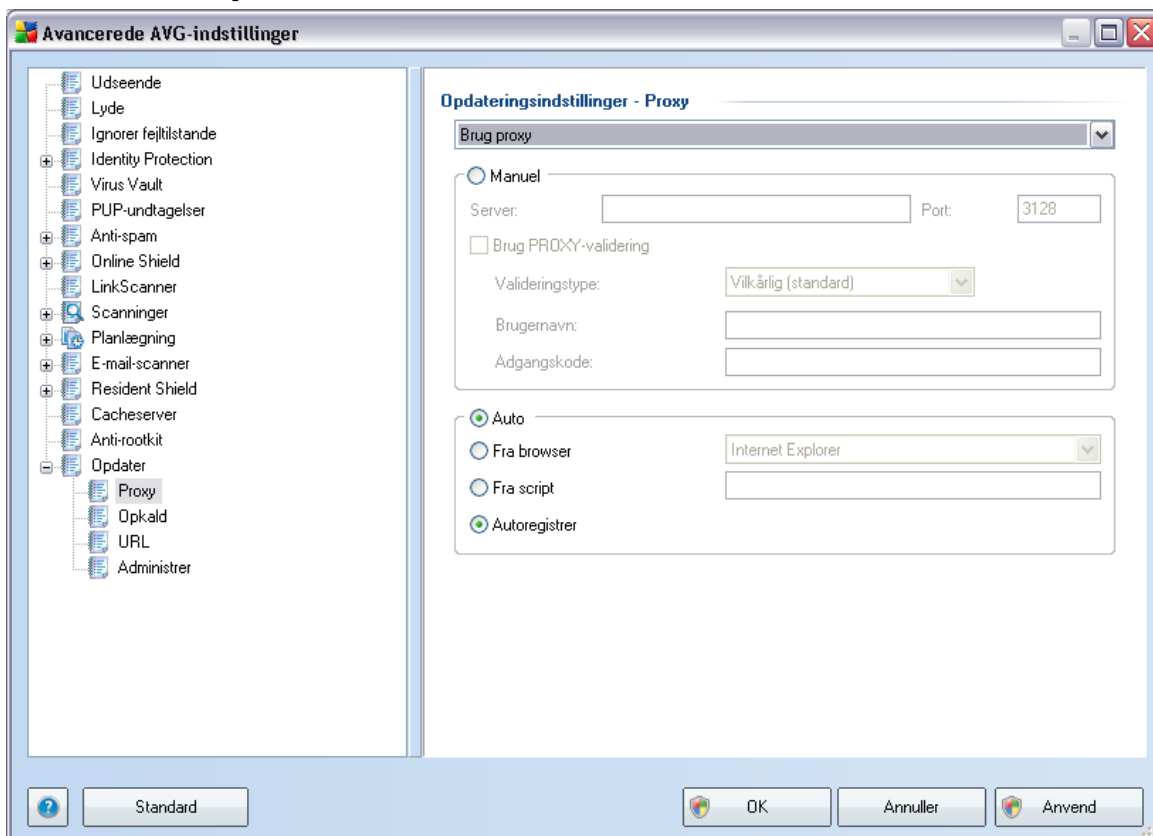 Avancerede AVG-indstillinger
Udseende
Lyde
Ignorer fejltilstande
Identity Protection
Virus Vault
PUP-undtagelser
Anti-spam
Online Shield
LinkScanner
Scanninger
Planlægning
E-mail-scanner
Resident Shield
Cacheserver
Anti-rootkit
Opdater
Proxy
Opkald
URL
Administrer
Opdateringsindstillinger - Proxy
Brug proxy
Manuel
Server: Port: 3128
Brug PROXY-validering
Valideringstype: Vilkårlig (standard)
Brugernavn:
Adgangskode:
Auto
Fra browser Internet Explorer
Fra script
Autoregistrer
Standard OK Annuller Anvend